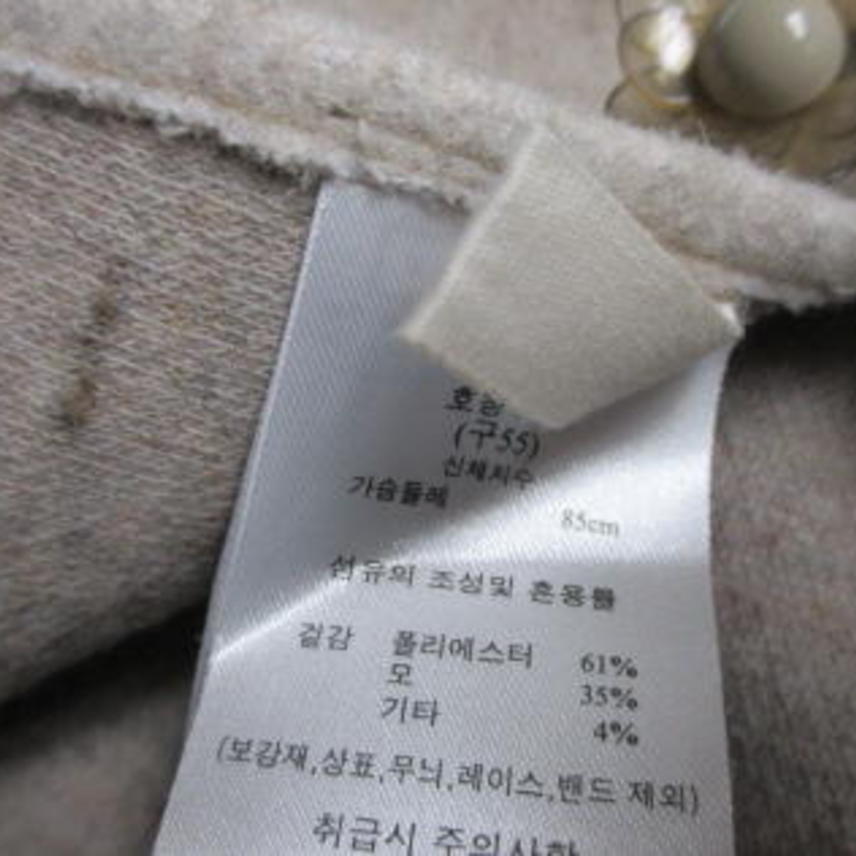 호칭
(구55)
신체치수
가슴둘레 85cm
섬유의 조성및 혼용률
겉감 폴리에스터 61%
모 35%
기타 4%
(보강재,상표,무늬,레이스,밴드 제외)
취급시 주의사항